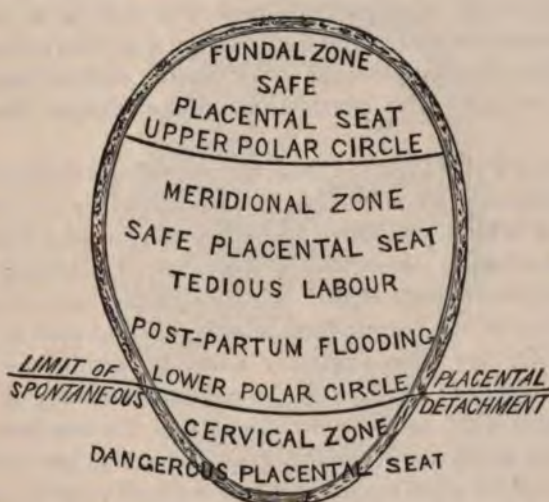 FUNDAL ZONE
SAFE
PLACENTAL SEAT
UPPER POLAR CIRCLE
MERIDIONAL ZONE
SAFE PLACENTAL SEAT
TEDIOUS LABOUR
POST-PARTUM FLOODING
LIMIT OF LOWER POLAR CIRCLE PLACENTAL
SPONTANEOUS DETACHMENT
CERVICAL ZONE
DANGEROUS PLACENTAL SEAT